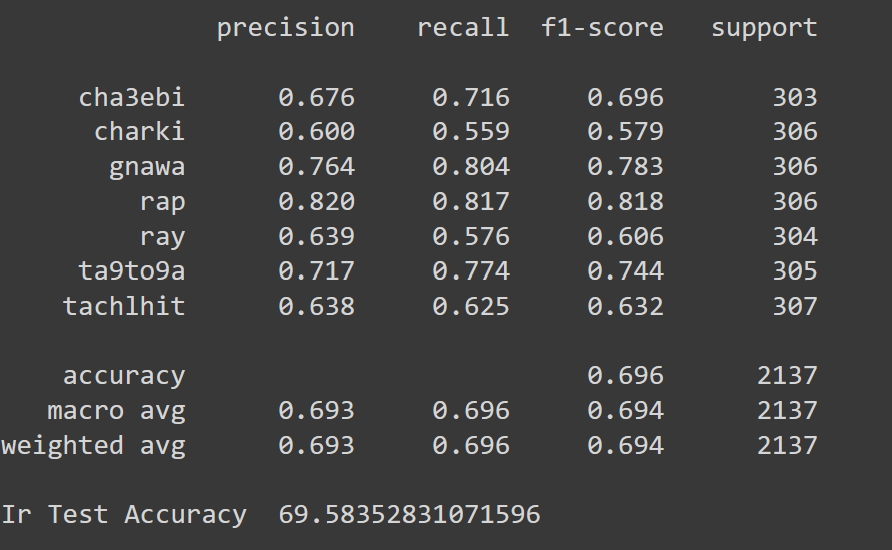 precision recall f1-score support
cha3ebi 0.676 0.716 0.696 303
charki 0.600 0.559 0.579 306
gnawa 0.764 0.804 0.783 306
rap 0.820 0.817 0.818 306
ray 0.639 0.576 0.606 304
ta9to9a 0.717 0.774 0.744 305
tachlhit 0.638 0.625 0.632 307
accuracy 0.696 2137
macro avg 0.693 0.696 0.694 2137
weighted avg 0.693 0.696 0.694 2137
Ir Test Accuracy 69.58352831071596